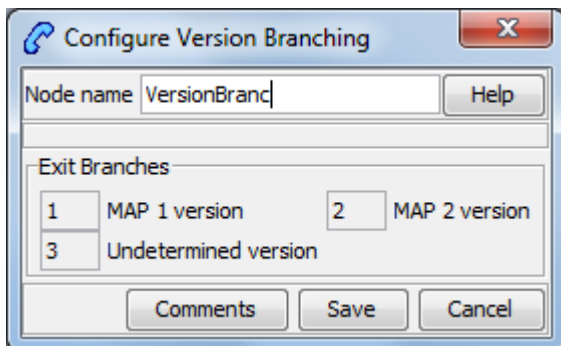 Configure Version Branching
Node name VersionBranc Help
Exit Branches
1 MAP 1 version 2 MAP 2 version
3 Undetermined version
Comments Save Cancel